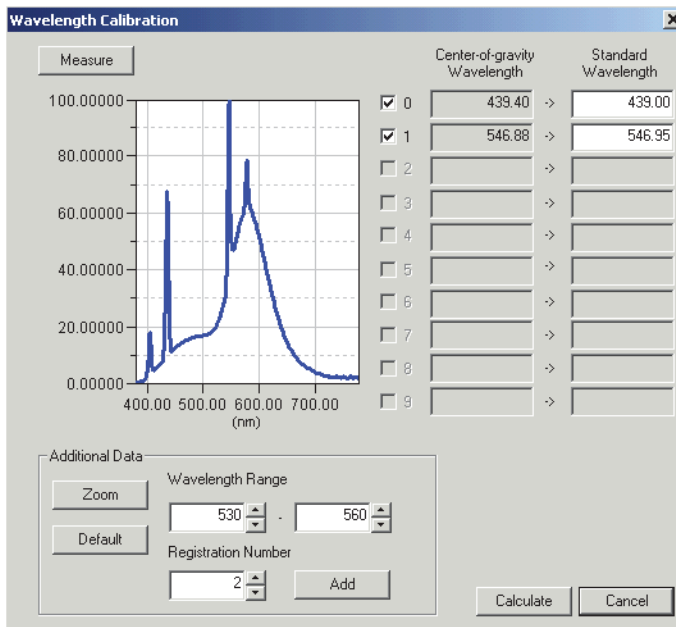 Wavelength Calibration
Measure
Center-of-gravity Wavelength
Standard Wavelength
100.00000
80.00000
60.00000
40.00000
20.00000
0.00000
400.00 500.00 600.00 700.00
(nm)
0 439.40 -> 439.00
1 546.88 -> 546.95
2 ->
3 ->
4 ->
5 ->
6 ->
7 ->
8 ->
9 ->
Additional Data
Zoom
Default
Wavelength Range
530 - 560
Registration Number
2
Add
Calculate
Cancel